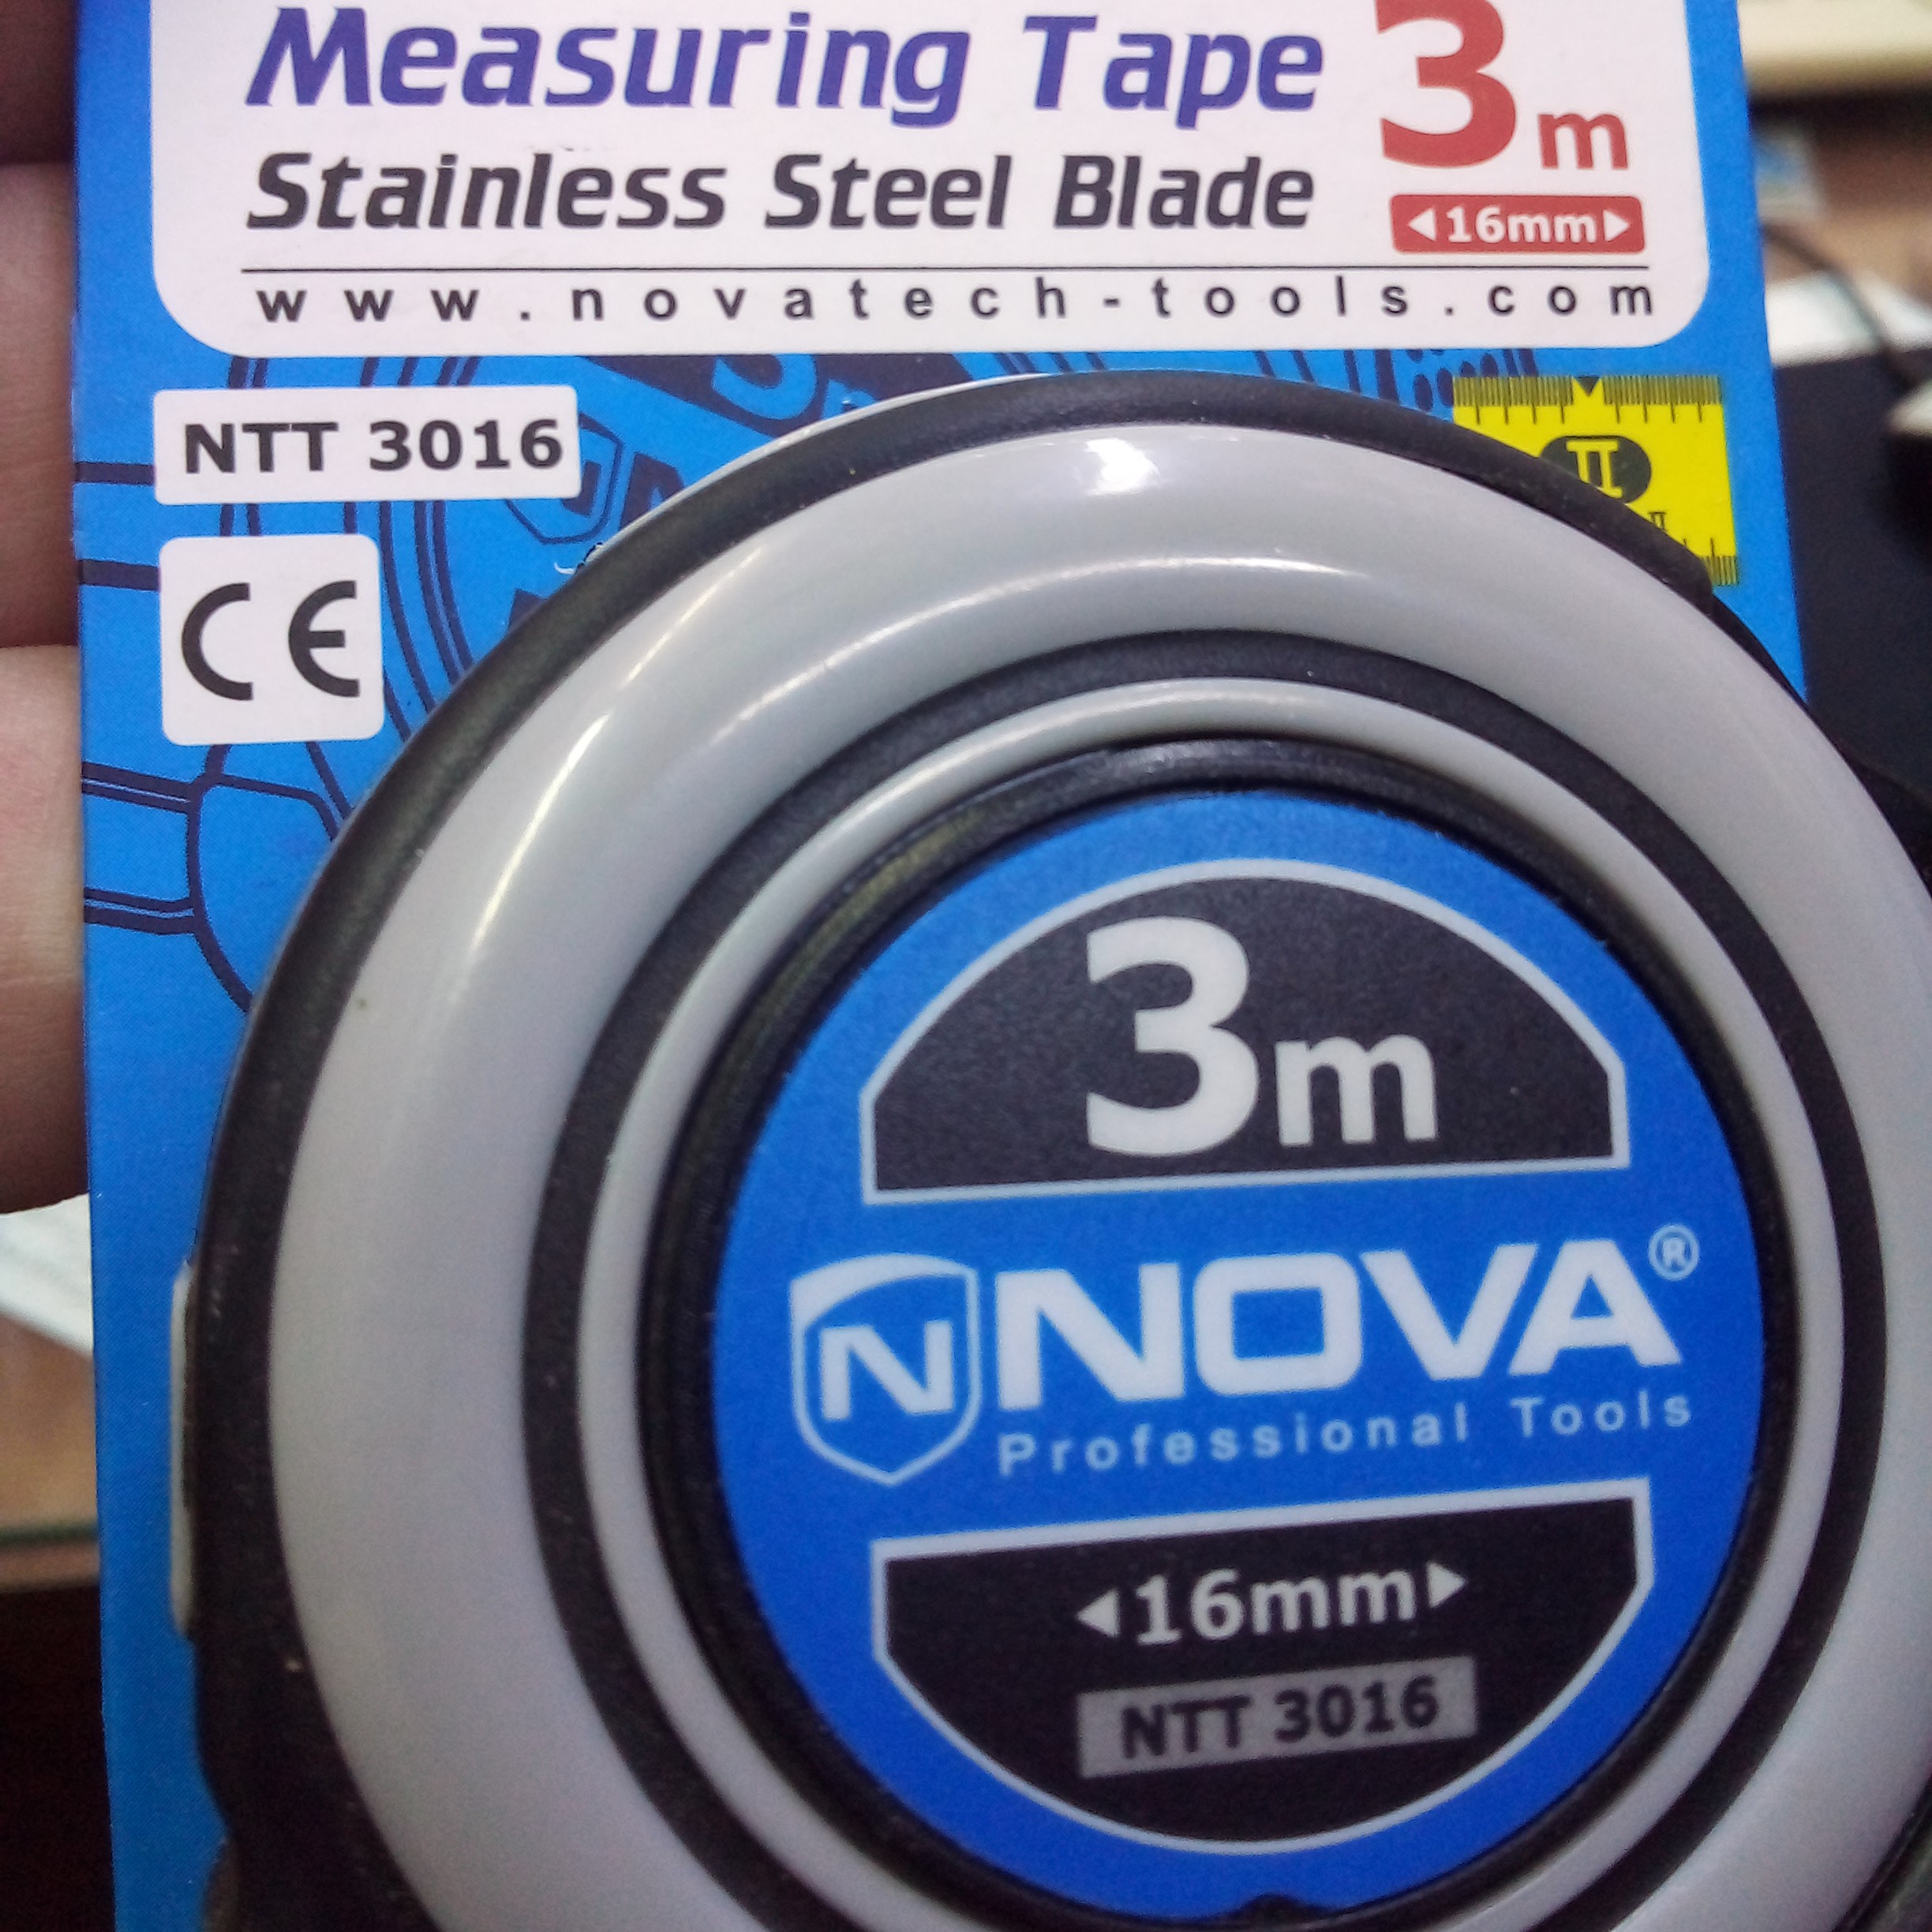 Measuring Tape 3m
Stainless Steel Blade
◄16mm►
www.novatech-tools.com
NTT 3016
II
CE
3m
N NOVA®
Professional Tools
◄16mm►
NTT 3016